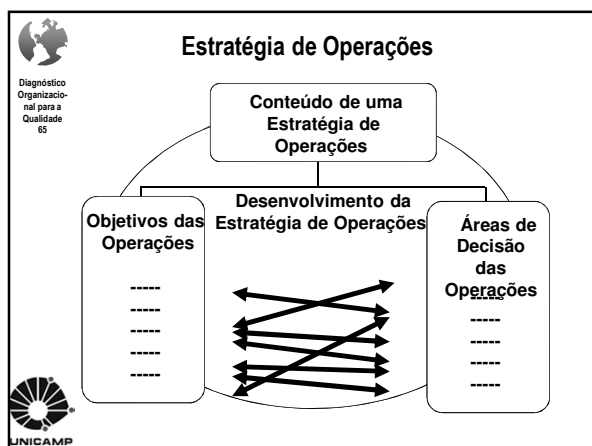 Estratégia de Operações
Diagnóstico
Organizacio-
nal para a
Qualidade
65
Conteúdo de uma
Estratégia de
Operações
Desenvolvimento da
Estratégia de Operações
Objetivos das
Operações
-----
-----
-----
-----
-----
Áreas de
Decisão
das
Operações
-----
-----
-----
-----
-----
UNICAMP